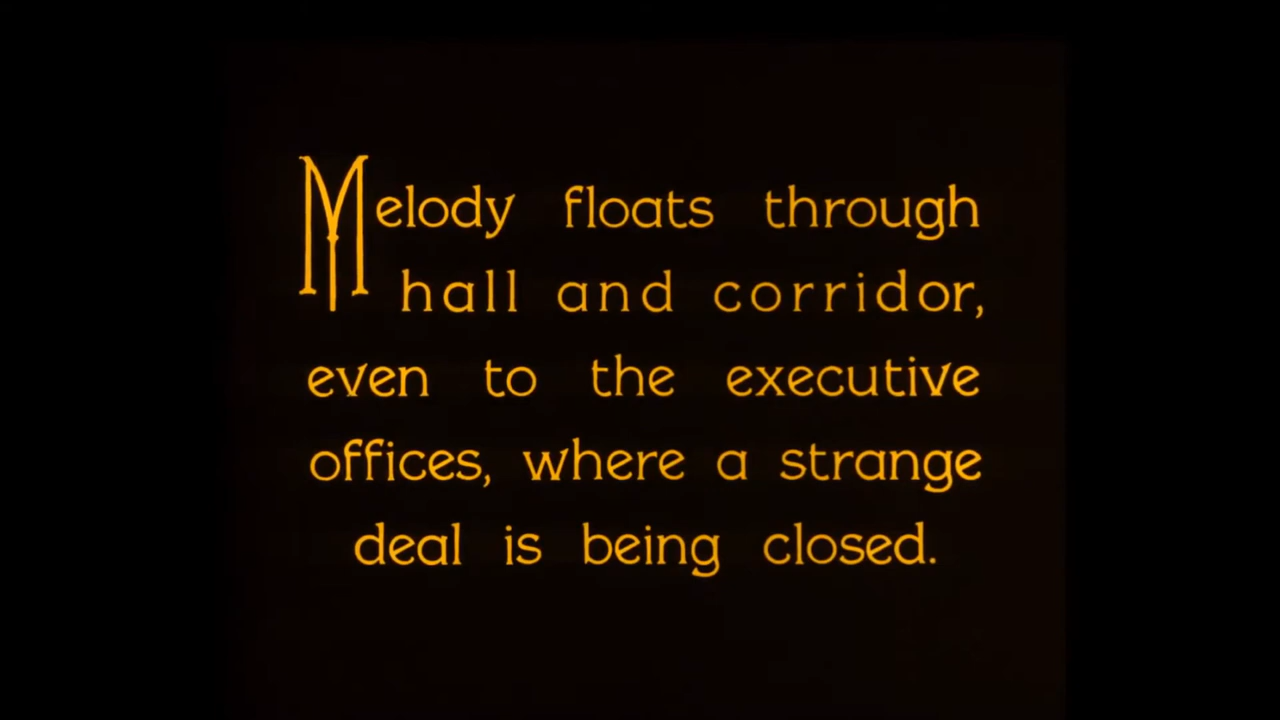 Melody floats through
hall and corridor,
even to the executive
offices, where a strange
deal is being closed.